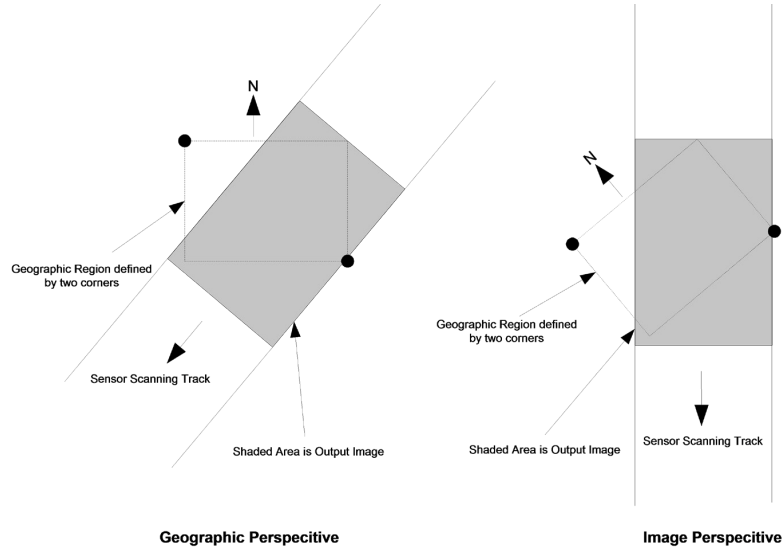 N
Geographic Region defined
by two corners
Sensor Scanning Track
Shaded Area is Output Image
Geographic Perspecitive
N
Geographic Region defined
by two corners
Shaded Area is Output Image
Sensor Scanning Track
Image Perspecitive